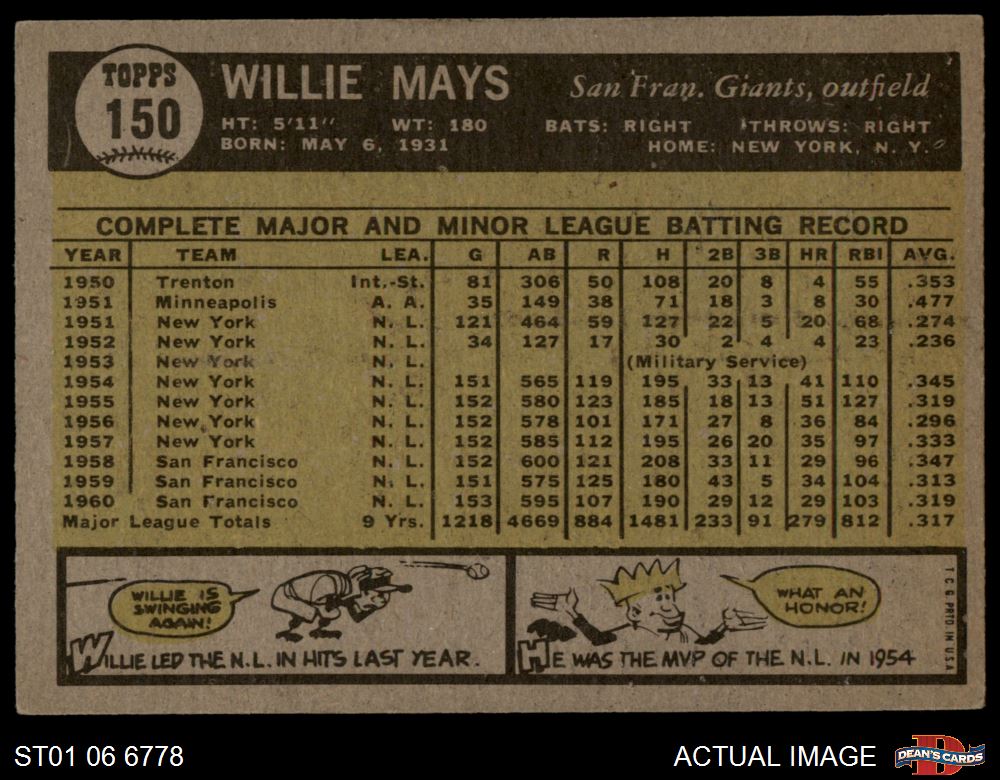 TOPPS
150
WILLIE MAYS San Fran. Giants, outfield
HT: 5'11" WT: 180 BATS: RIGHT THROWS: RIGHT
BORN: MAY 6, 1931 HOME: NEW YORK, N. Y.
COMPLETE MAJOR AND MINOR LEAGUE BATTING RECORD
YEAR TEAM LEA. G AB R H 2B 3B HR RBI AVG.
1950 Trenton Int.-St. 81 306 50 108 20 8 4 55 .353
1951 Minneapolis A. A. 35 149 38 71 18 3 8 30 .477
1951 New York N. L. 121 464 59 127 22 5 20 68 .274
1952 New York N. L. 34 127 17 30 2 4 4 23 .236
1953 New York N. L. (Military Service)
1954 New York N. L. 151 565 119 195 33 13 41 110 .345
1955 New York N. L. 152 580 123 185 18 13 51 127 .319
1956 New York N. L. 152 578 101 171 27 8 36 84 .296
1957 New York N. L. 152 585 112 195 26 20 35 97 .333
1958 San Francisco N. L. 152 600 121 208 33 11 29 96 .347
1959 San Francisco N. L. 151 575 125 180 43 5 34 104 .313
1960 San Francisco N. L. 153 595 107 190 29 12 29 103 .319
Major League Totals 9 Yrs. 1218 4669 884 1481 233 91 279 812 .317
WILLIE IS
SWINGING
AGAIN!
WILLIE LED THE N.L. IN HITS LAST YEAR.
WHAT AN
HONOR!
HE WAS THE MVP OF THE N.L. IN 1954
T. C. G. PRTD. IN U.S.A.
ST01 06 6778
ACTUAL IMAGE
D
DEAN'S CARDS